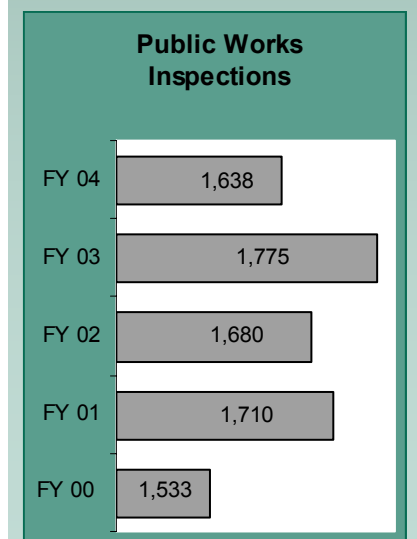 Public Works
Inspections
FY 04 1,638
FY 03 1,775
FY 02 1,680
FY 01 1,710
FY 00 1,533